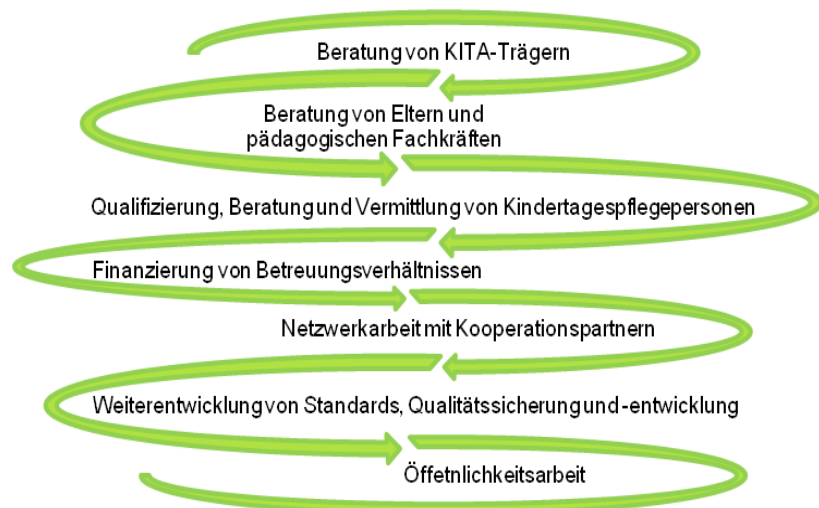 Beratung von KITA-Trägern
Beratung von Eltern und
pädagogischen Fachkräften
Qualifizierung, Beratung und Vermittlung von Kindertagespflegepersonen
Finanzierung von Betreuungsverhältnissen
Netzwerkarbeit mit Kooperationspartnern
Weiterentwicklung von Standards, Qualitätssicherung und -entwicklung
Öffetnlichkeitsarbeit